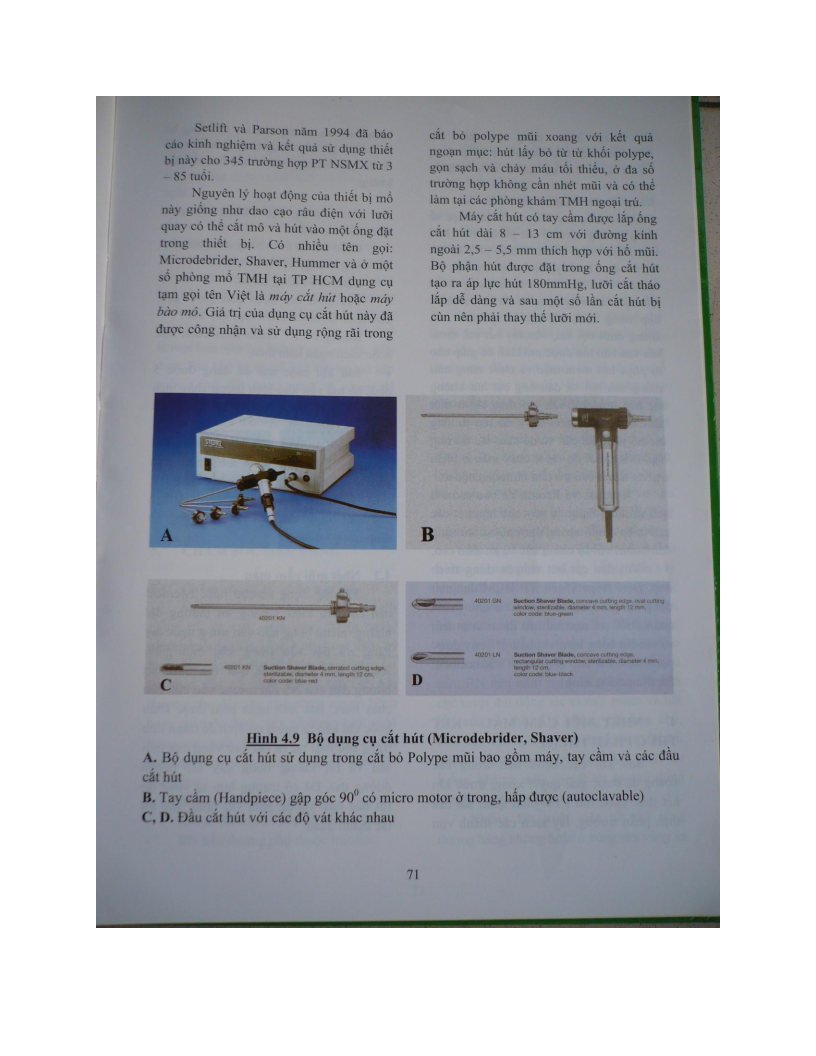 Setlift và Parson năm 1994 đã báo
cáo kinh nghiệm và kết quả sử dụng thiết
bị này cho 345 trường hợp PT NSMX từ 3
– 85 tuổi.
Nguyên lý hoạt động của thiết bị mổ
này giống như dao cạo râu điện với lưỡi
quay có thể cắt mô và hút vào một ống đặt
trong thiết bị. Có nhiều tên gọi:
Microdebrider, Shaver, Hummer và ở một
số phòng mổ TMH tại TP HCM dụng cụ
tạm gọi tên Việt là máy cắt hút hoặc máy
bào mô. Giá trị của dụng cụ cắt hút này đã
được công nhận và sử dụng rộng rãi trong
cắt bỏ polype mũi xoang với kết quả
ngoạn mục: hút lấy bỏ từ từ khối polype,
gọn sạch và chảy máu tối thiểu, ở đa số
trường hợp không cần nhét mũi và có thể
làm tại các phòng khám TMH ngoại trú.
Máy cắt hút có tay cầm được lắp ống
cắt hút dài 8 – 13 cm với đường kính
ngoài 2,5 – 5,5 mm thích hợp với hố mũi.
Bộ phận hút được đặt trong ống cắt hút
tạo ra áp lực hút 180mmHg, lưỡi cắt tháo
lắp dễ dàng và sau một số lần cắt hút bị
cùn nên phải thay thế lưỡi mới.
STORZ
A
B
40201 KN
40201 KN Suction Shaver Blade, serrated cutting edge,
sterilizable, diameter 4 mm, length 12 cm,
color code: blue-red
C
40201 GN Suction Shaver Blade, concave cutting edge, oval cutting
window, sterilizable, diameter 4 mm, length 12 mm,
color code: blue-green
40201 LN Suction Shaver Blade, concave cutting edge,
rectangular cutting window, sterilizable, diameter 4 mm,
length 12 cm,
color code: blue-black
D
Hình 4.9 Bộ dụng cụ cắt hút (Microdebrider, Shaver)
A. Bộ dụng cụ cắt hút sử dụng trong cắt bỏ Polype mũi bao gồm máy, tay cầm và các đầu
cắt hút
B. Tay cầm (Handpiece) gập góc 90⁰ có micro motor ở trong, hấp được (autoclavable)
C, D. Đầu cắt hút với các độ vát khác nhau
71